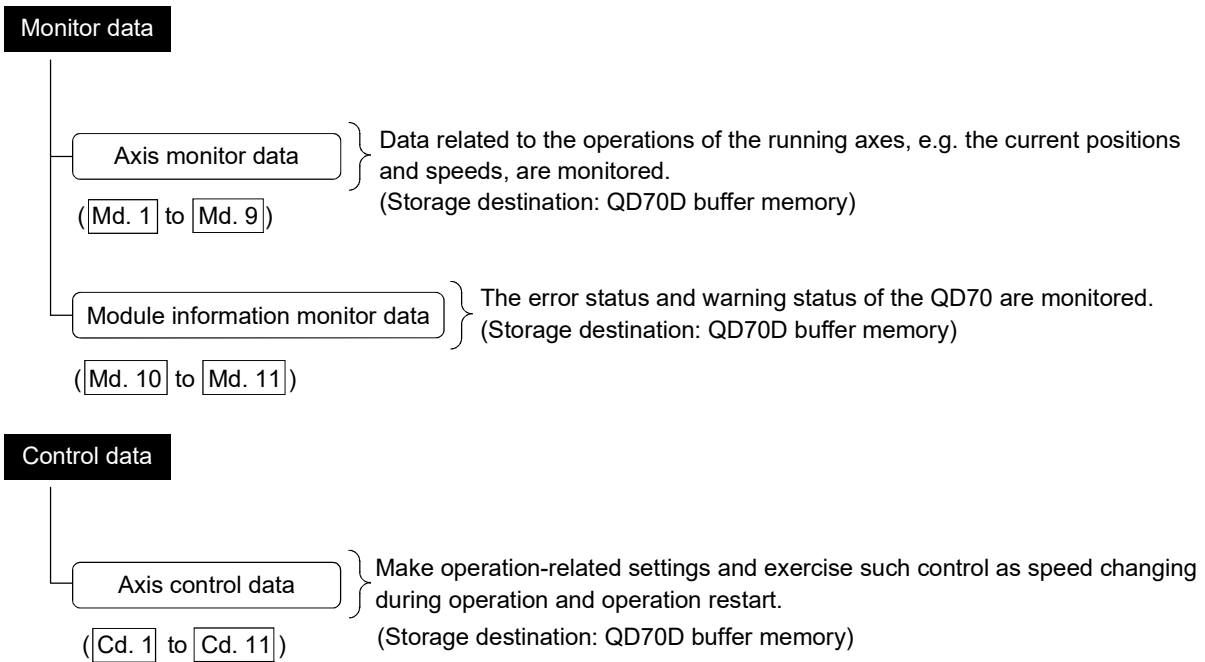 Monitor data
Axis monitor data
Data related to the operations of the running axes, e.g. the current positions
and speeds, are monitored.
(Storage destination: QD70D buffer memory)
(Md. 1 to Md. 9)
Module information monitor data
The error status and warning status of the QD70 are monitored.
(Storage destination: QD70D buffer memory)
(Md. 10 to Md. 11)
Control data
Axis control data
Make operation-related settings and exercise such control as speed changing
during operation and operation restart.
(Storage destination: QD70D buffer memory)
(Cd. 1 to Cd. 11)